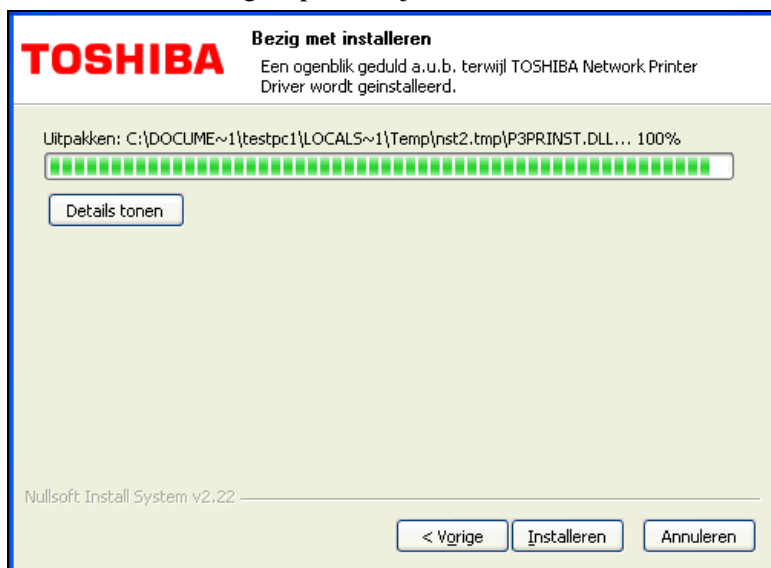 TOSHIBA
Bezig met installeren
Een ogenblik geduld a.u.b. terwijl TOSHIBA Network Printer
Driver wordt geinstalleerd.
Uitpakken: C:\DOCUME~1\testpc1\LOCALS~1\Temp\nst2.tmp\P3PRINST.DLL... 100%
Details tonen
Nullsoft Install System v2.22
< Vorige
Installeren
Annuleren